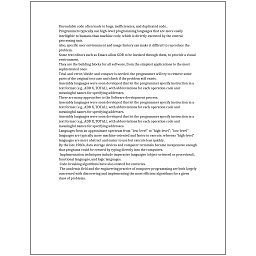 Unreadable code often leads to bugs, inefficiencies, and duplicated code.
Programmers typically use high-level programming languages that are more easily
intelligible to humans than machine code, which is directly executed by the central
processing unit.
Also, specific user environment and usage history can make it difficult to reproduce the
problem.
Some text editors such as Emacs allow GDB to be invoked through them, to provide a visual
environment.
They are the building blocks for all software, from the simplest applications to the most
sophisticated ones.
Trial-and-error/divide-and-conquer is needed: the programmer will try to remove some
parts of the original test case and check if the problem still exists.
Assembly languages were soon developed that let the programmer specify instruction in a
text format (e.g., ADD X, TOTAL), with abbreviations for each operation code and
meaningful names for specifying addresses.
There are many approaches to the Software development process.
Assembly languages were soon developed that let the programmer specify instruction in a
text format (e.g., ADD X, TOTAL), with abbreviations for each operation code and
meaningful names for specifying addresses.
Assembly languages were soon developed that let the programmer specify instruction in a
text format (e.g., ADD X, TOTAL), with abbreviations for each operation code and
meaningful names for specifying addresses.
Assembly languages were soon developed that let the programmer specify instruction in a
text format (e.g., ADD X, TOTAL), with abbreviations for each operation code and
meaningful names for specifying addresses.
Languages form an approximate spectrum from "low-level" to "high-level"; "low-level"
languages are typically more machine-oriented and faster to execute, whereas "high-level"
languages are more abstract and easier to use but execute less quickly.
By the late 1960s, data storage devices and computer terminals became inexpensive enough
that programs could be created by typing directly into the computers.
Implementation techniques include imperative languages (object-oriented or procedural),
functional languages, and logic languages.
Code-breaking algorithms have also existed for centuries.
The academic field and the engineering practice of computer programming are both largely
concerned with discovering and implementing the most efficient algorithms for a given
class of problems.